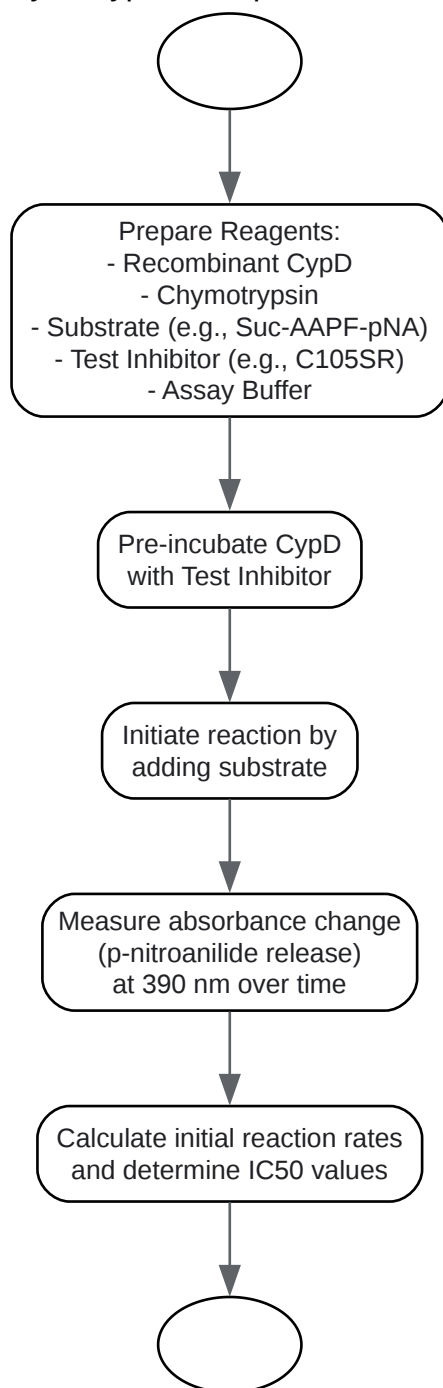 Prepare Reagents:
- Recombinant CypD
- Chymotrypsin
- Substrate (e.g., Suc-AAPF-pNA)
- Test Inhibitor (e.g., C105SR)
- Assay Buffer
Pre-incubate CypD
with Test Inhibitor
Initiate reaction by
adding substrate
Measure absorbance change
(p-nitroanilide release)
at 390 nm over time
Calculate initial reaction rates
and determine IC50 values